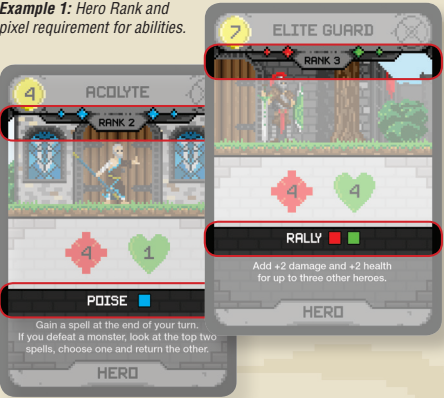 Example 1: Hero Rank and
pixel requirement for abilities.
4
ACOLYTE
RANK 2
4
1
POISE
Gain a spell at the end of your turn.
If you defeat a monster, look at the top two
spells, choose one and return the other.
HERO
7
ELITE GUARD
RANK 3
4
4
RALLY
Add +2 damage and +2 health
for up to three other heroes.
HERO